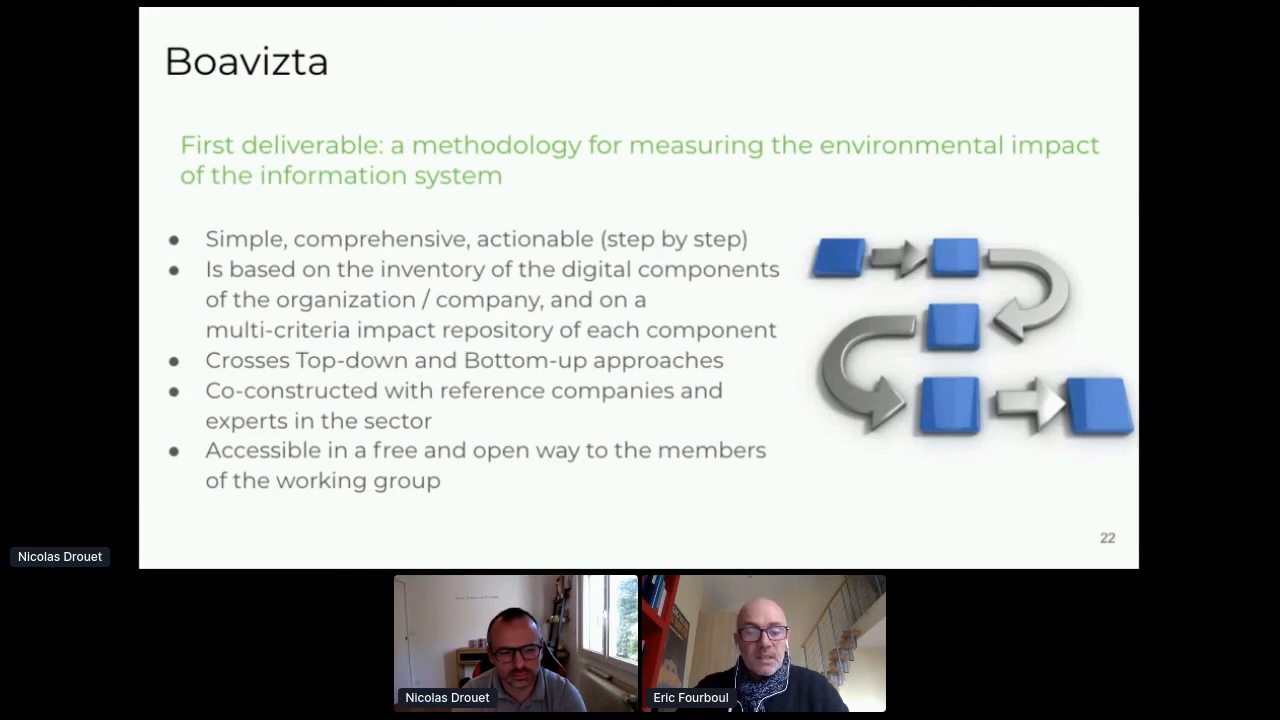 Boavizta
First deliverable: a methodology for measuring the environmental impact
of the information system
● Simple, comprehensive, actionable (step by step)
● Is based on the inventory of the digital components
of the organization / company, and on a
multi-criteria impact repository of each component
● Crosses Top-down and Bottom-up approaches
● Co-constructed with reference companies and
experts in the sector
● Accessible in a free and open way to the members
of the working group
22
Nicolas Drouet
Nicolas Drouet
Eric Fourboul